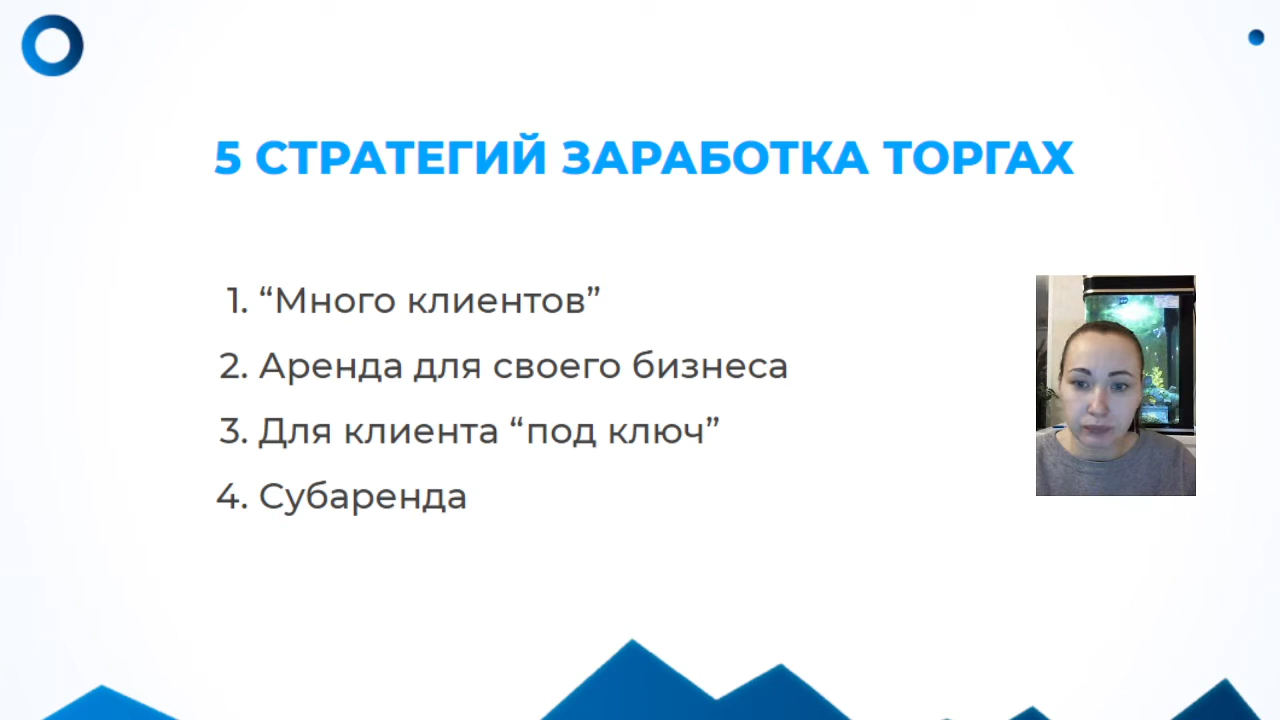 5 СТРАТЕГИЙ ЗАРАБОТКА ТОРГАХ
1. “Много клиентов”
2. Аренда для своего бизнеса
3. Для клиента “под ключ”
4. Субаренда